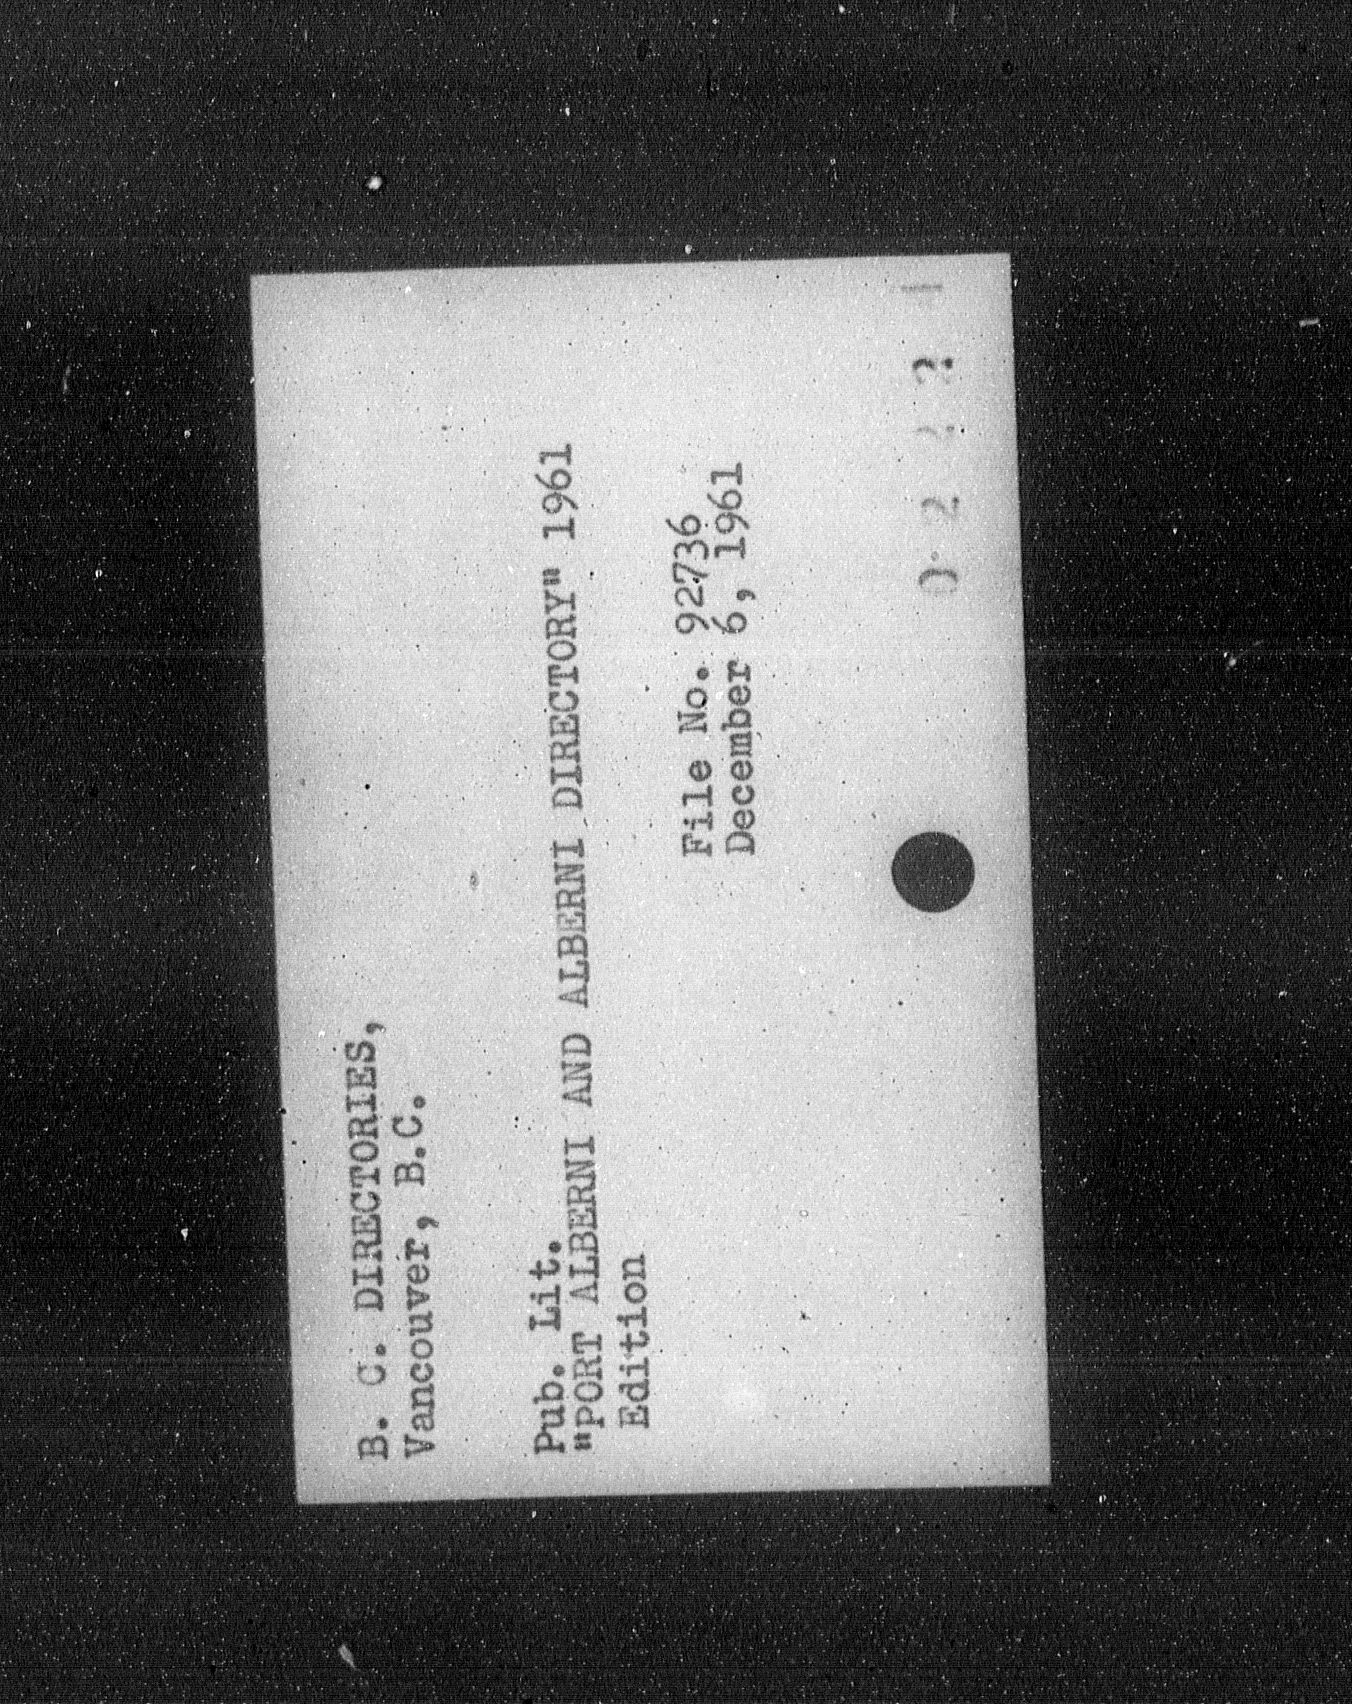 B. C. DIRECTORIES,
Vancouver, B.C.
Pub. Lit.
"PORT ALBERNI AND ALBERNI DIRECTORY" 1961
Edition
File No. 92736
December 6, 1961